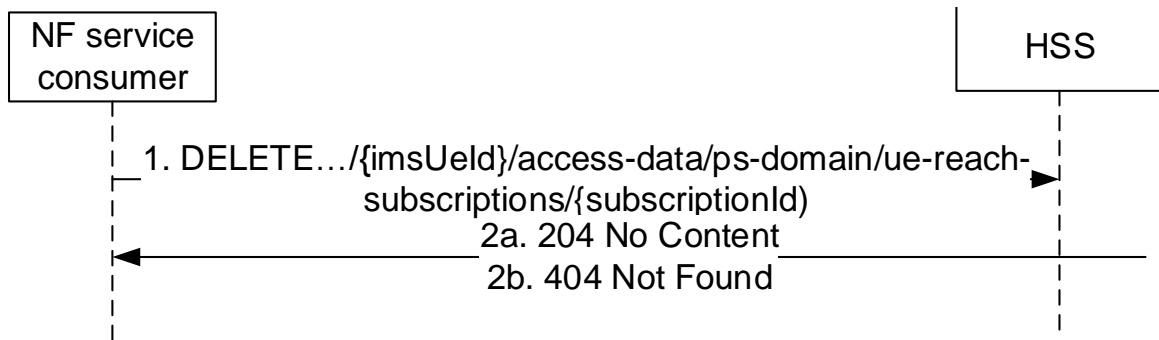 NF service
consumer
HSS
1. DELETE…/{imsUeId}/access-data/ps-domain/ue-reach-
subscriptions/{subscriptionId)
2a. 204 No Content
2b. 404 Not Found